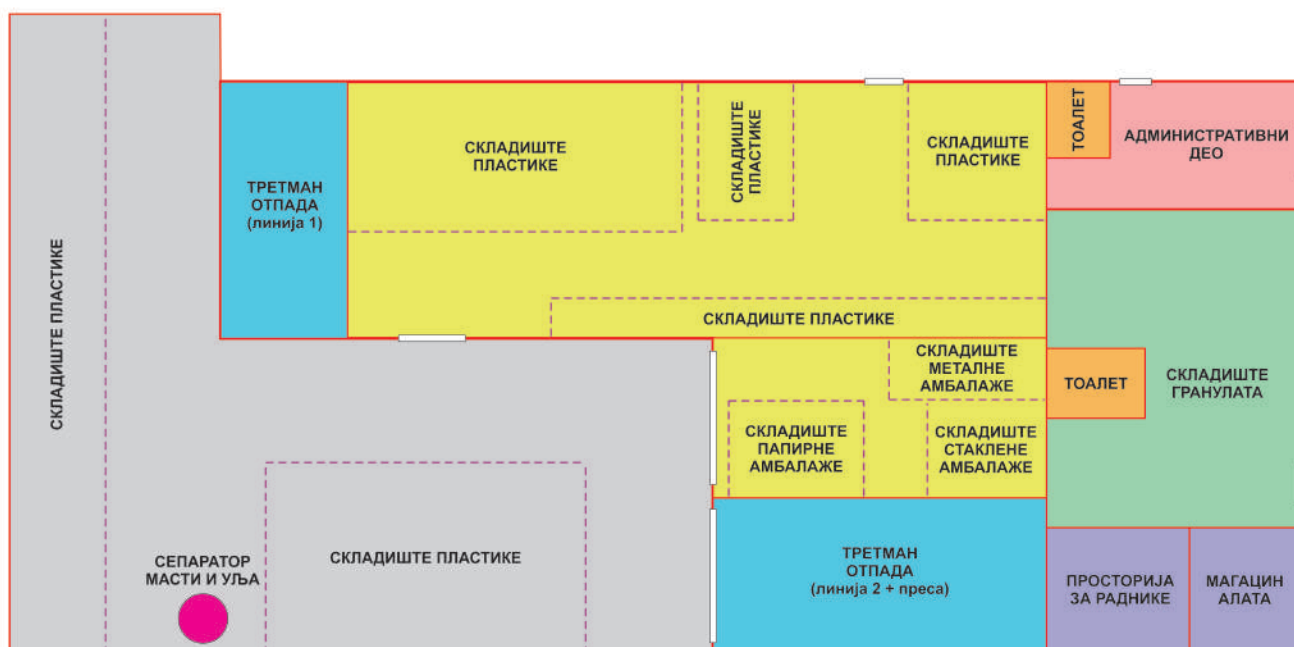 СКЛАДИШТЕ ПЛАСТИКЕ
ТРЕТМАН
ОТПАДА
(линија 1)
СКЛАДИШТЕ
ПЛАСТИКЕ
СКЛАДИШТЕ
ПЛАСТИКЕ
СКЛАДИШТЕ
ПЛАСТИКЕ
ТОАЛЕТ
АДМИНИСТРАТИВНИ
ДЕО
СКЛАДИШТЕ ПЛАСТИКЕ
СКЛАДИШТЕ
МЕТАЛНЕ
АМБАЛАЖЕ
ТОАЛЕТ
СКЛАДИШТЕ
ГРАНУЛАТА
СКЛАДИШТЕ
ПАПИРНЕ
АМБАЛАЖЕ
СКЛАДИШТЕ
СТАКЛЕНЕ
АМБАЛАЖЕ
СЕПАРАТОР
МАСТИ И УЉА
СКЛАДИШТЕ ПЛАСТИКЕ
ТРЕТМАН
ОТПАДА
(линија 2 + преса)
ПРОСТОРИЈА
ЗА РАДНИКЕ
МАГАЦИН
АЛАТА